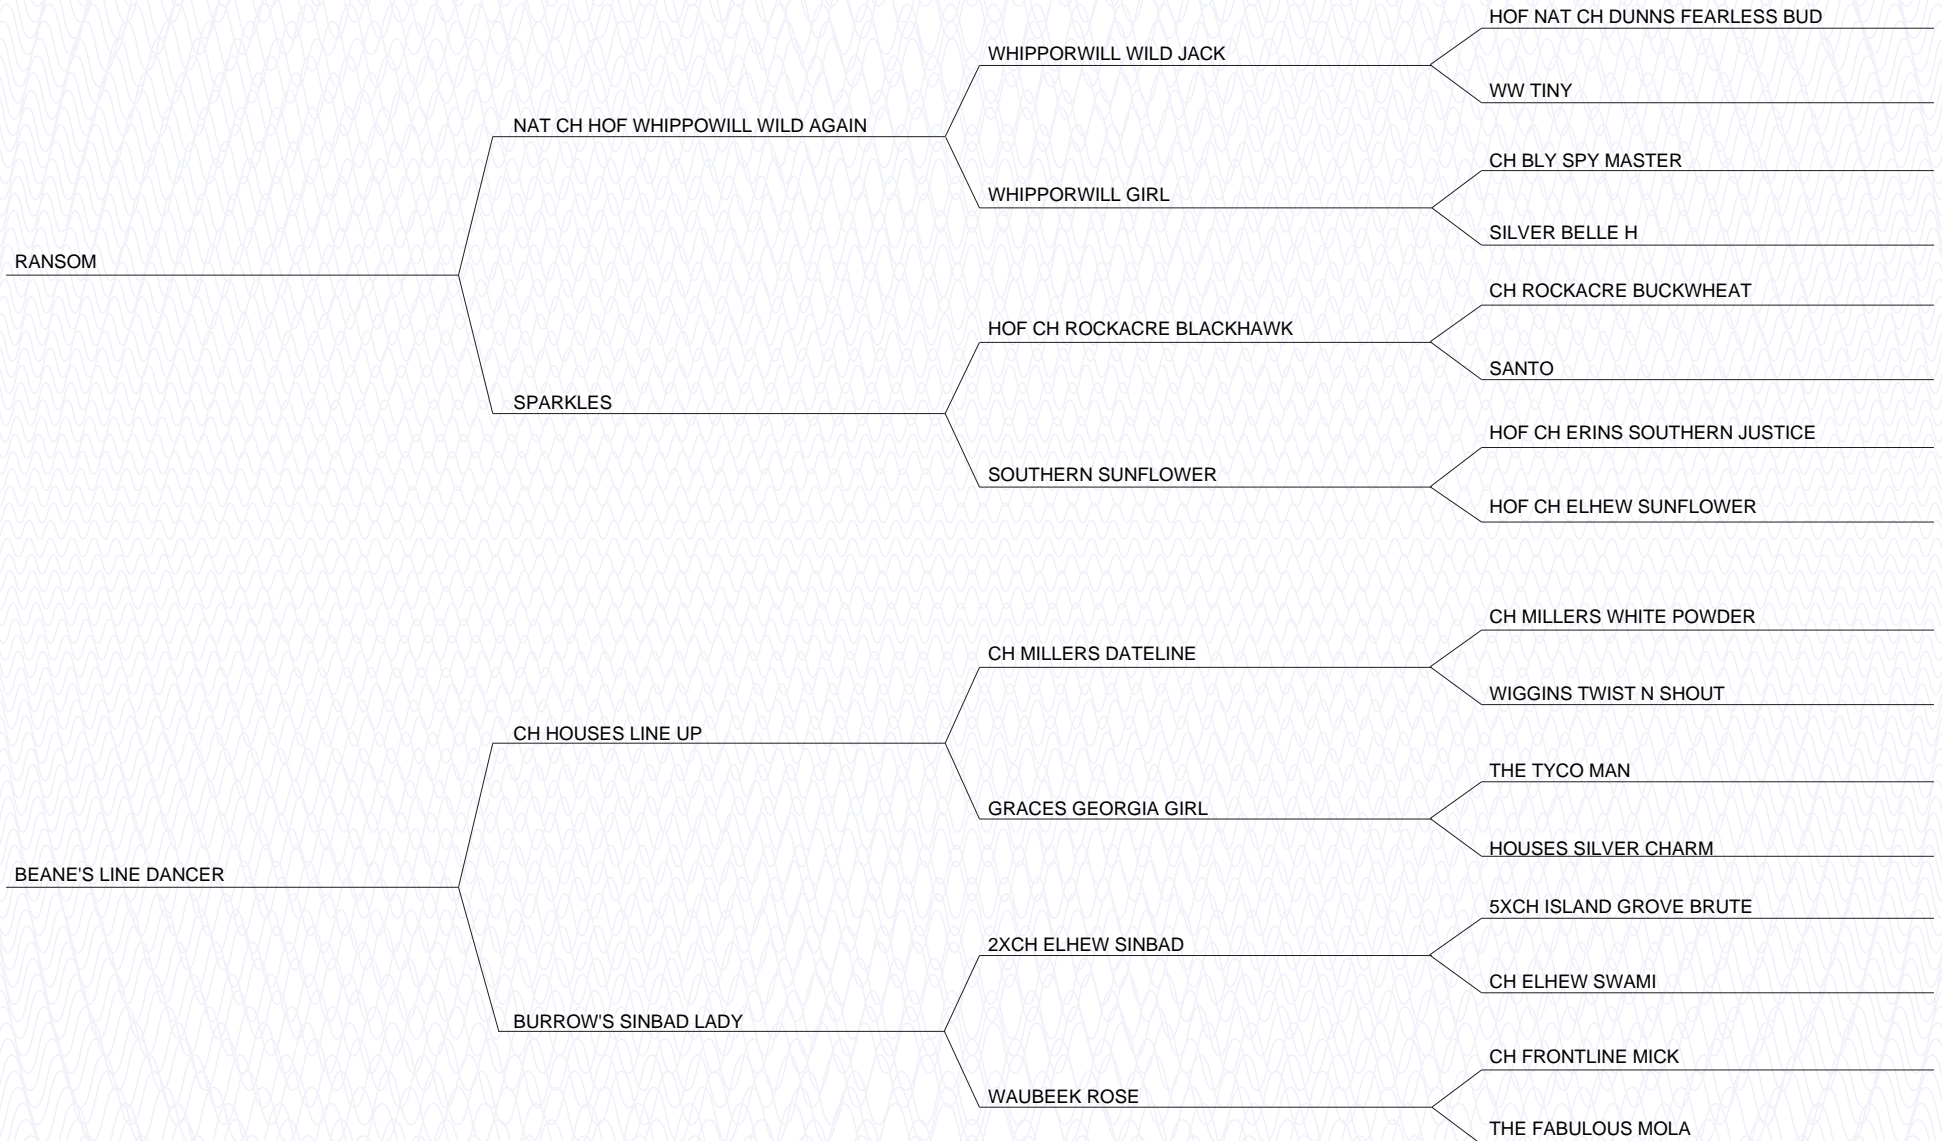 HOF NAT CH DUNNS FEARLESS BUD
WHIPPORWILL WILD JACK
WW TINY
NAT CH HOF WHIPPOWILL WILD AGAIN
CH BLY SPY MASTER
WHIPPORWILL GIRL
SILVER BELLE H
RANSOM
CH ROCKACRE BUCKWHEAT
HOF CH ROCKACRE BLACKHAWK
SANTO
SPARKLES
HOF CH ERINS SOUTHERN JUSTICE
SOUTHERN SUNFLOWER
HOF CH ELHEW SUNFLOWER
CH MILLERS WHITE POWDER
CH MILLERS DATELINE
WIGGINS TWIST N SHOUT
CH HOUSES LINE UP
THE TYCO MAN
GRACES GEORGIA GIRL
HOUSES SILVER CHARM
BEANE'S LINE DANCER
5XCH ISLAND GROVE BRUTE
2XCH ELHEW SINBAD
CH ELHEW SWAMI
BURROW'S SINBAD LADY
CH FRONTLINE MICK
WAUBEEK ROSE
THE FABULOUS MOLA